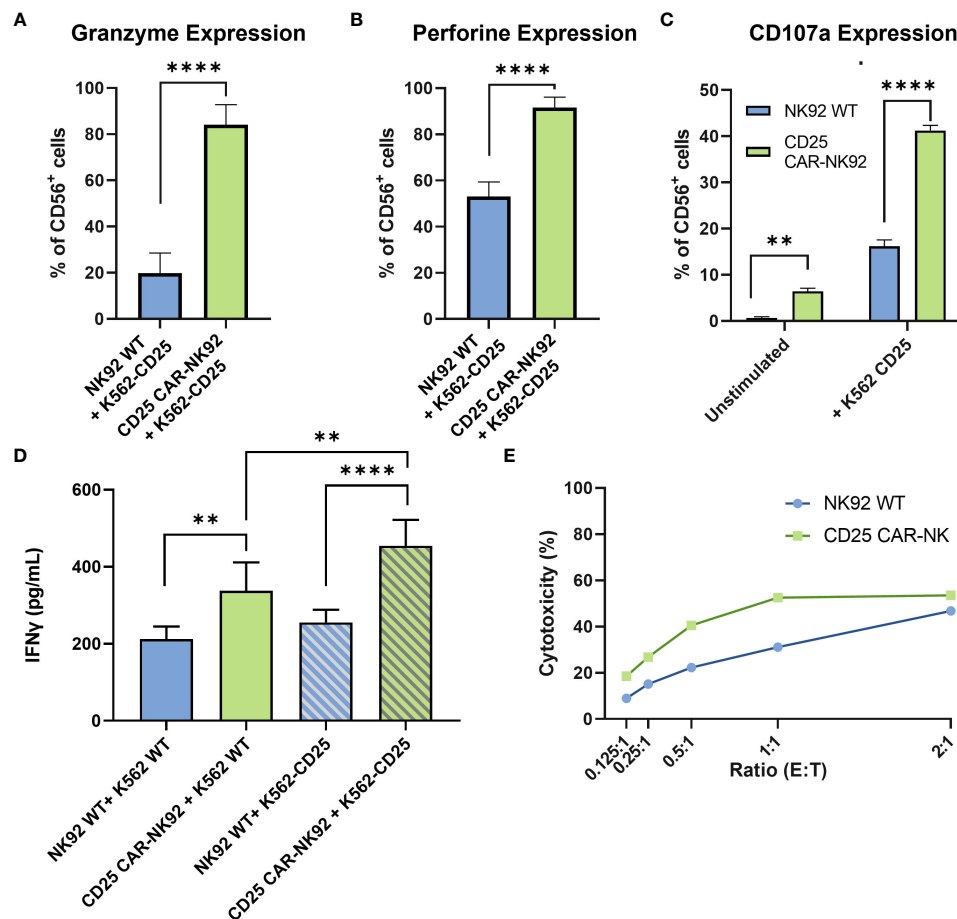 A
Granzyme Expression
****
% of CD56+ cells
100
80
60
40
20
0
NK92 WT
+ K562-CD25
CD25 CAR-NK92
+ K562-CD25
B
Perforine Expression
****
% of CD56+ cells
100
80
60
40
20
0
NK92 WT
+ K562-CD25
CD25 CAR-NK92
+ K562-CD25
C
CD107a Expression
NK92 WT
CD25
CAR-NK92
**
****
% of CD56+ cells
50
40
30
20
10
0
Unstimulated
+ K562 CD25
D
**
****
**
IFNγ (pg/mL)
600
400
200
0
NK92 WT+ K562 WT
CD25 CAR-NK92 + K562 WT
NK92 WT+ K562-CD25
CD25 CAR-NK92 + K562-CD25
E
NK92 WT
CD25 CAR-NK
Cytotoxicity (%)
100
80
60
40
20
0
0.125:1
0.25:1
0.5:1
1:1
2:1
Ratio (E:T)